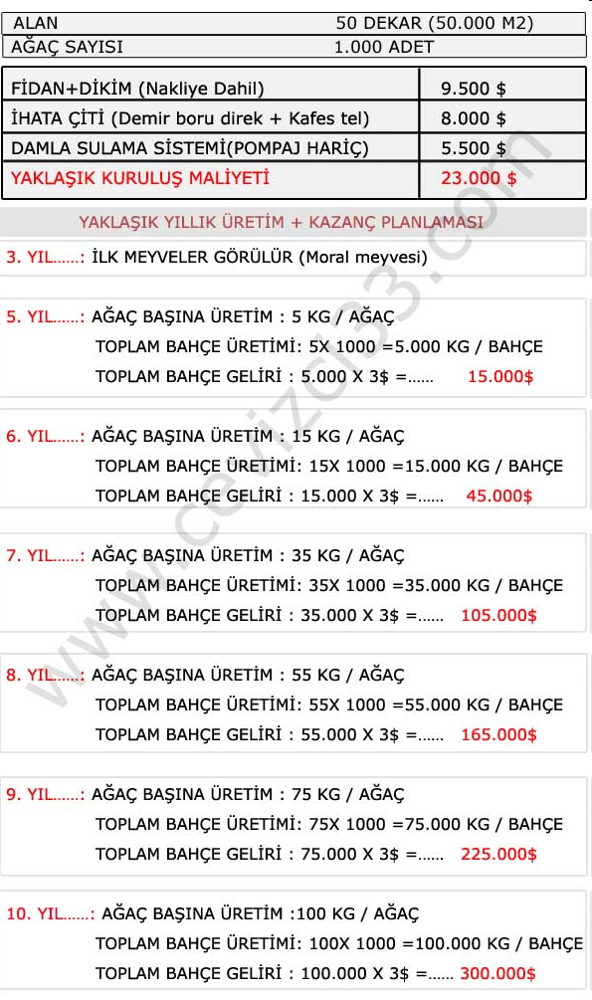 ALAN 50 DEKAR (50.000 M2)
AĞAÇ SAYISI 1.000 ADET
FİDAN+DİKİM (Nakliye Dahil) 9.500 $
İHATA ÇİTİ (Demir boru direk + Kafes tel) 8.000 $
DAMLA SULAMA SİSTEMİ(POMPAJ HARİÇ) 5.500 $
YAKLAŞIK KURULUŞ MALİYETİ 23.000 $
YAKLAŞIK YILLIK ÜRETİM + KAZANÇ PLANLAMASI
3. YIL......: İLK MEYVELER GÖRÜLÜR (Moral meyvesi)
5. YIL......: AĞAÇ BAŞINA ÜRETİM : 5 KG / AĞAÇ
TOPLAM BAHÇE ÜRETİMİ: 5X 1000 =5.000 KG / BAHÇE
TOPLAM BAHÇE GELİRİ : 5.000 X 3$ =...... 15.000$
6. YIL......: AĞAÇ BAŞINA ÜRETİM : 15 KG / AĞAÇ
TOPLAM BAHÇE ÜRETİMİ: 15X 1000 =15.000 KG / BAHÇE
TOPLAM BAHÇE GELİRİ : 15.000 X 3$ =...... 45.000$
7. YIL......: AĞAÇ BAŞINA ÜRETİM : 35 KG / AĞAÇ
TOPLAM BAHÇE ÜRETİMİ: 35X 1000 =35.000 KG / BAHÇE
TOPLAM BAHÇE GELİRİ : 35.000 X 3$ =...... 105.000$
8. YIL......: AĞAÇ BAŞINA ÜRETİM : 55 KG / AĞAÇ
TOPLAM BAHÇE ÜRETİMİ: 55X 1000 =55.000 KG / BAHÇE
TOPLAM BAHÇE GELİRİ : 55.000 X 3$ =...... 165.000$
9. YIL......: AĞAÇ BAŞINA ÜRETİM : 75 KG / AĞAÇ
TOPLAM BAHÇE ÜRETİMİ: 75X 1000 =75.000 KG / BAHÇE
TOPLAM BAHÇE GELİRİ : 75.000 X 3$ =...... 225.000$
10. YIL......: AĞAÇ BAŞINA ÜRETİM :100 KG / AĞAÇ
TOPLAM BAHÇE ÜRETİMİ: 100X 1000 =100.000 KG / BAHÇE
TOPLAM BAHÇE GELİRİ : 100.000 X 3$ =...... 300.000$
www.cevizci33.com